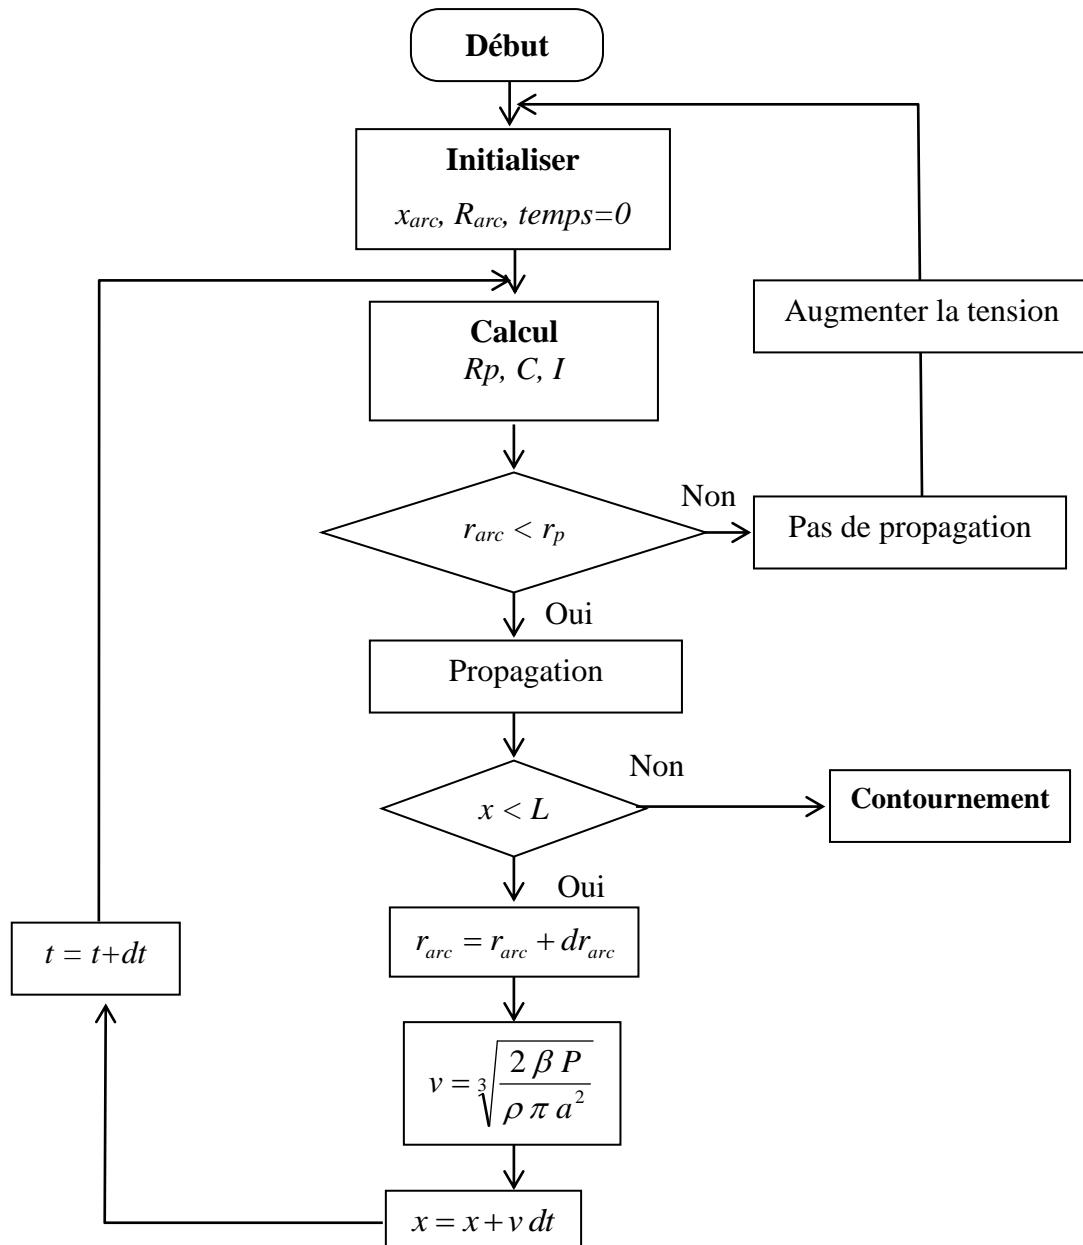 Début
Initialiser
x_arc, R_arc, temps=0
Augmenter la tension
Calcul
Rp, C, I
Non
r_arc < r_p
Pas de propagation
Oui
Propagation
Non
x < L
Contournement
Oui
r_arc = r_arc + dr_arc
t = t+dt
v = ∛(2 β P / ρ π a²)
x = x + v dt